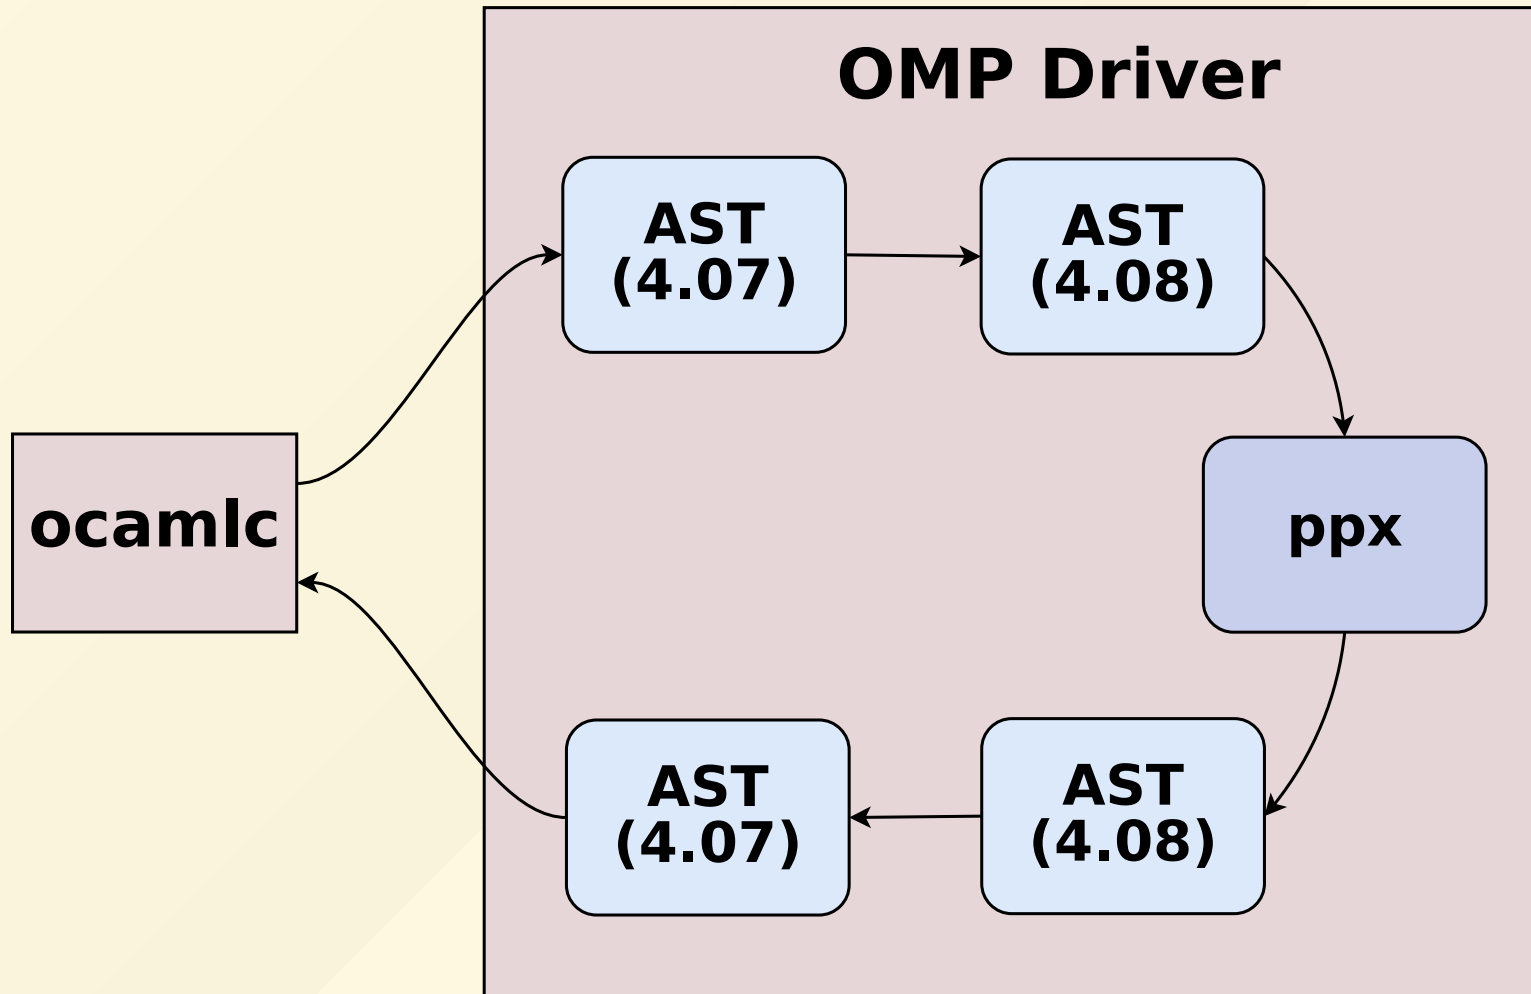 OMP Driver
AST
(4.07)
AST
(4.08)
ocamlc
ppx
AST
(4.07)
AST
(4.08)